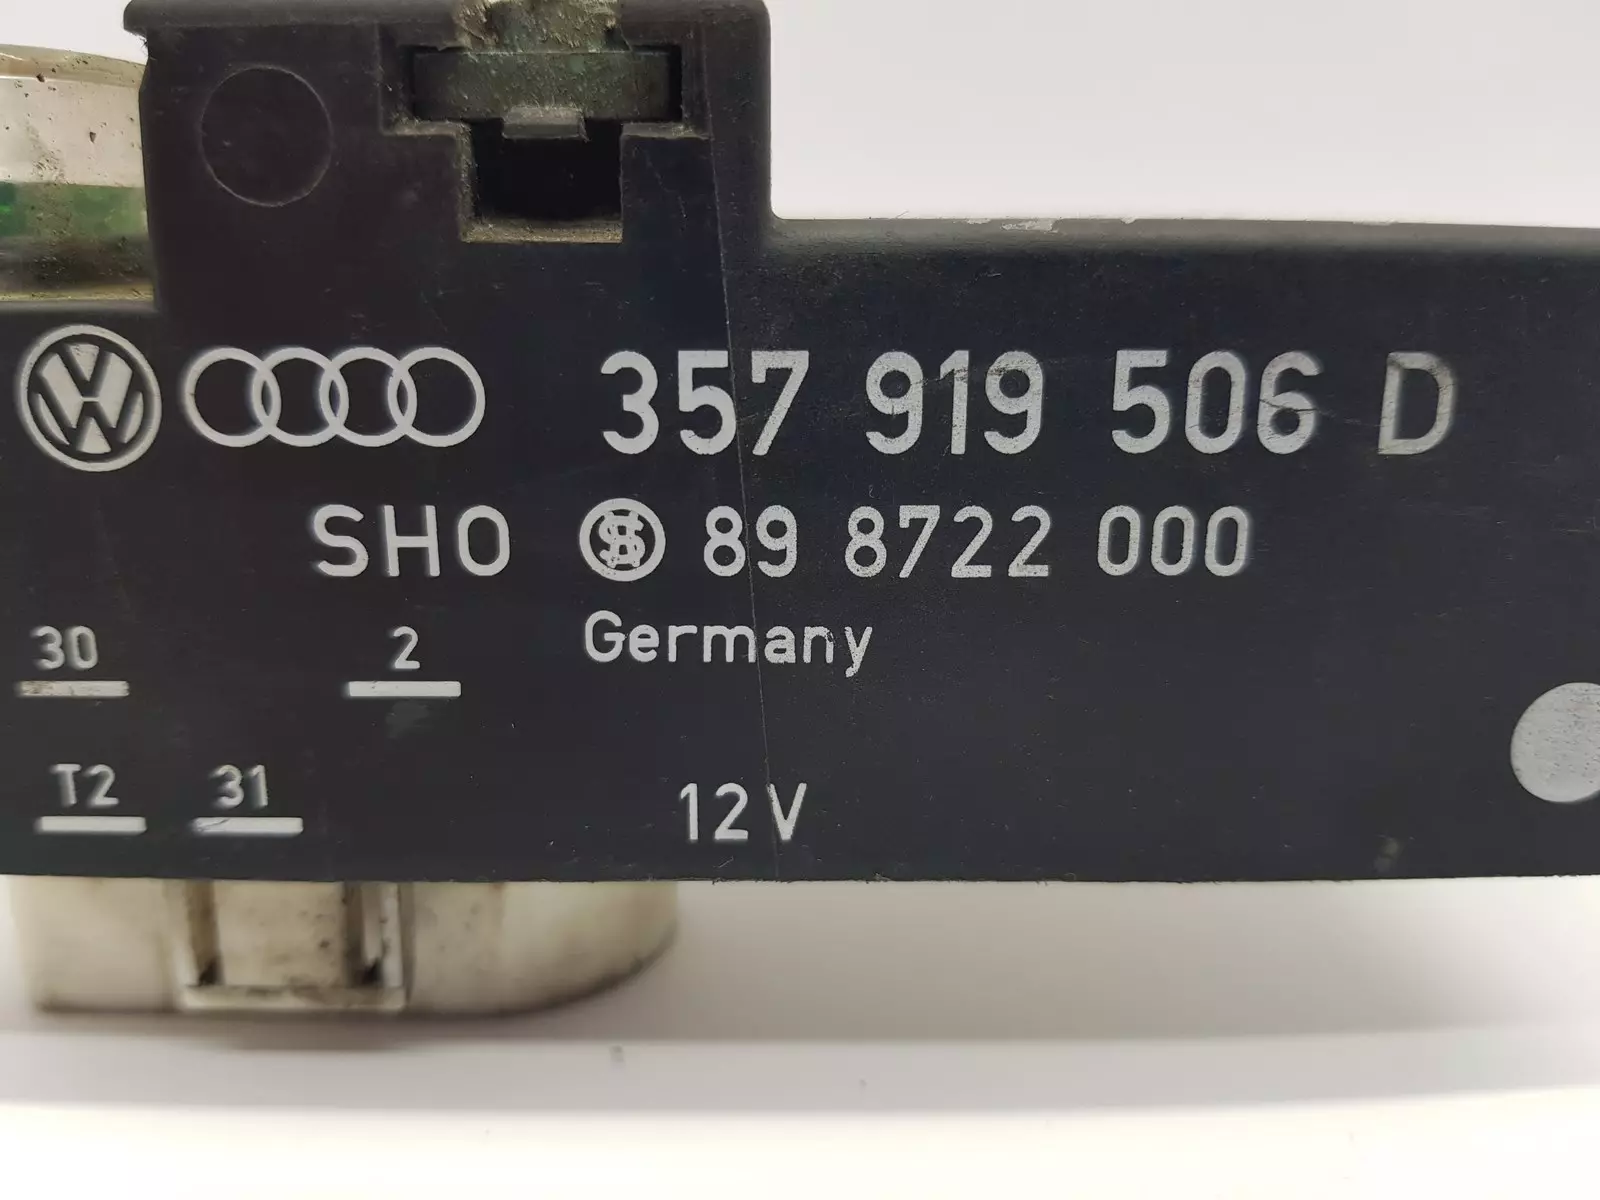 357 919 506 D
SHO 89 8722 000
Germany
30 2
T2 31 12V